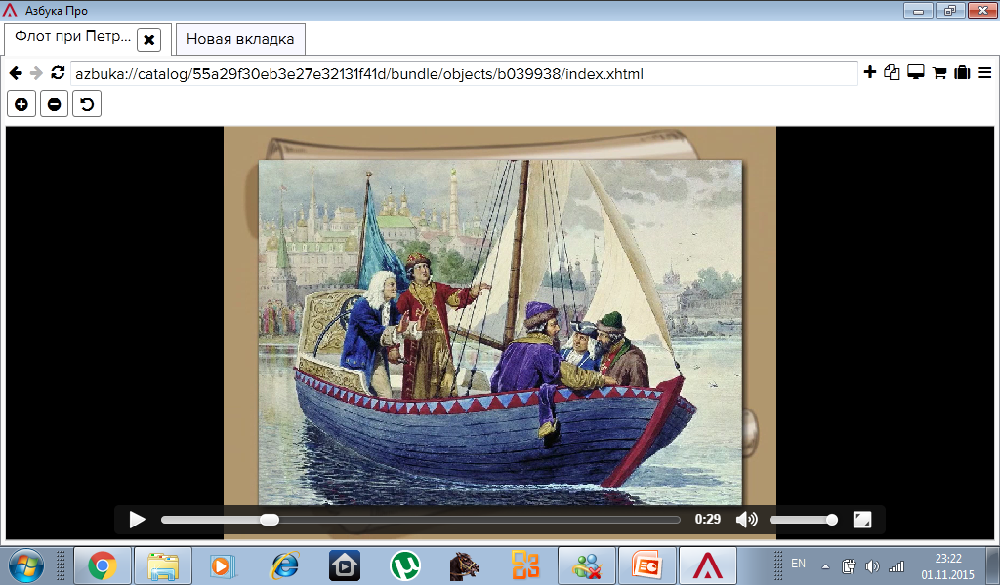 Азбука Про
Флот при Петр...
Новая вкладка
azbuka://catalog/55a29f30eb3e27e32131f41d/bundle/objects/b039938/index.xhtml
0:29
EN
23:22
01.11.2015